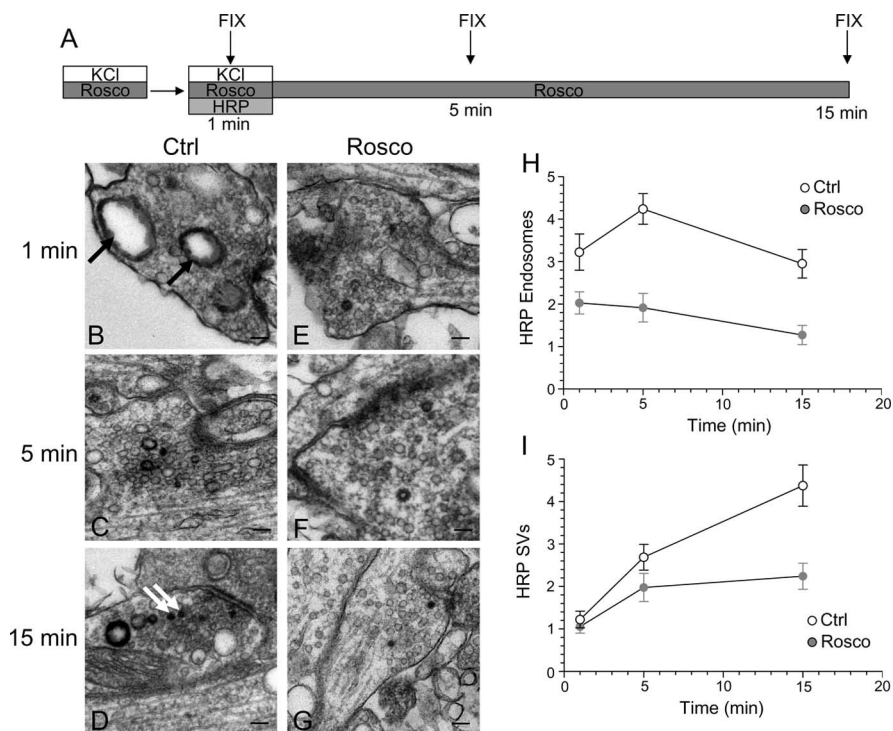 A
FIX
FIX
FIX
KCl
Rosco
KCl
Rosco
HRP
Rosco
1 min
5 min
15 min
Ctrl
Rosco
1 min
B
E
5 min
C
F
15 min
D
G
H
5
4
3
2
1
0
HRP Endosomes
Ctrl
Rosco
0
5
10
15
20
Time (min)
I
5
4
3
2
1
0
HRP SVs
Ctrl
Rosco
0
5
10
15
20
Time (min)